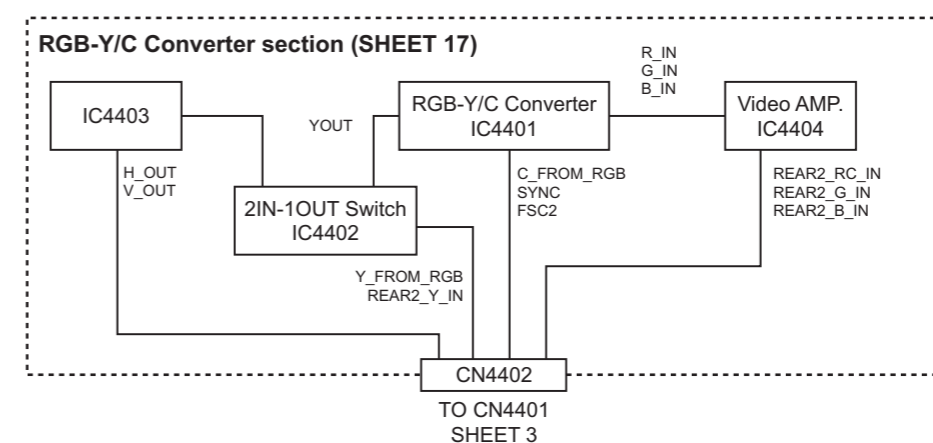 RGB-Y/C Converter section (SHEET 17)
R_IN
G_IN
B_IN
IC4403
YOUT
RGB-Y/C Converter
IC4401
Video AMP.
IC4404
H_OUT
V_OUT
2IN-1OUT Switch
IC4402
C_FROM_RGB
SYNC
FSC2
REAR2_RC_IN
REAR2_G_IN
REAR2_B_IN
Y_FROM_RGB
REAR2_Y_IN
CN4402
TO CN4401
SHEET 3